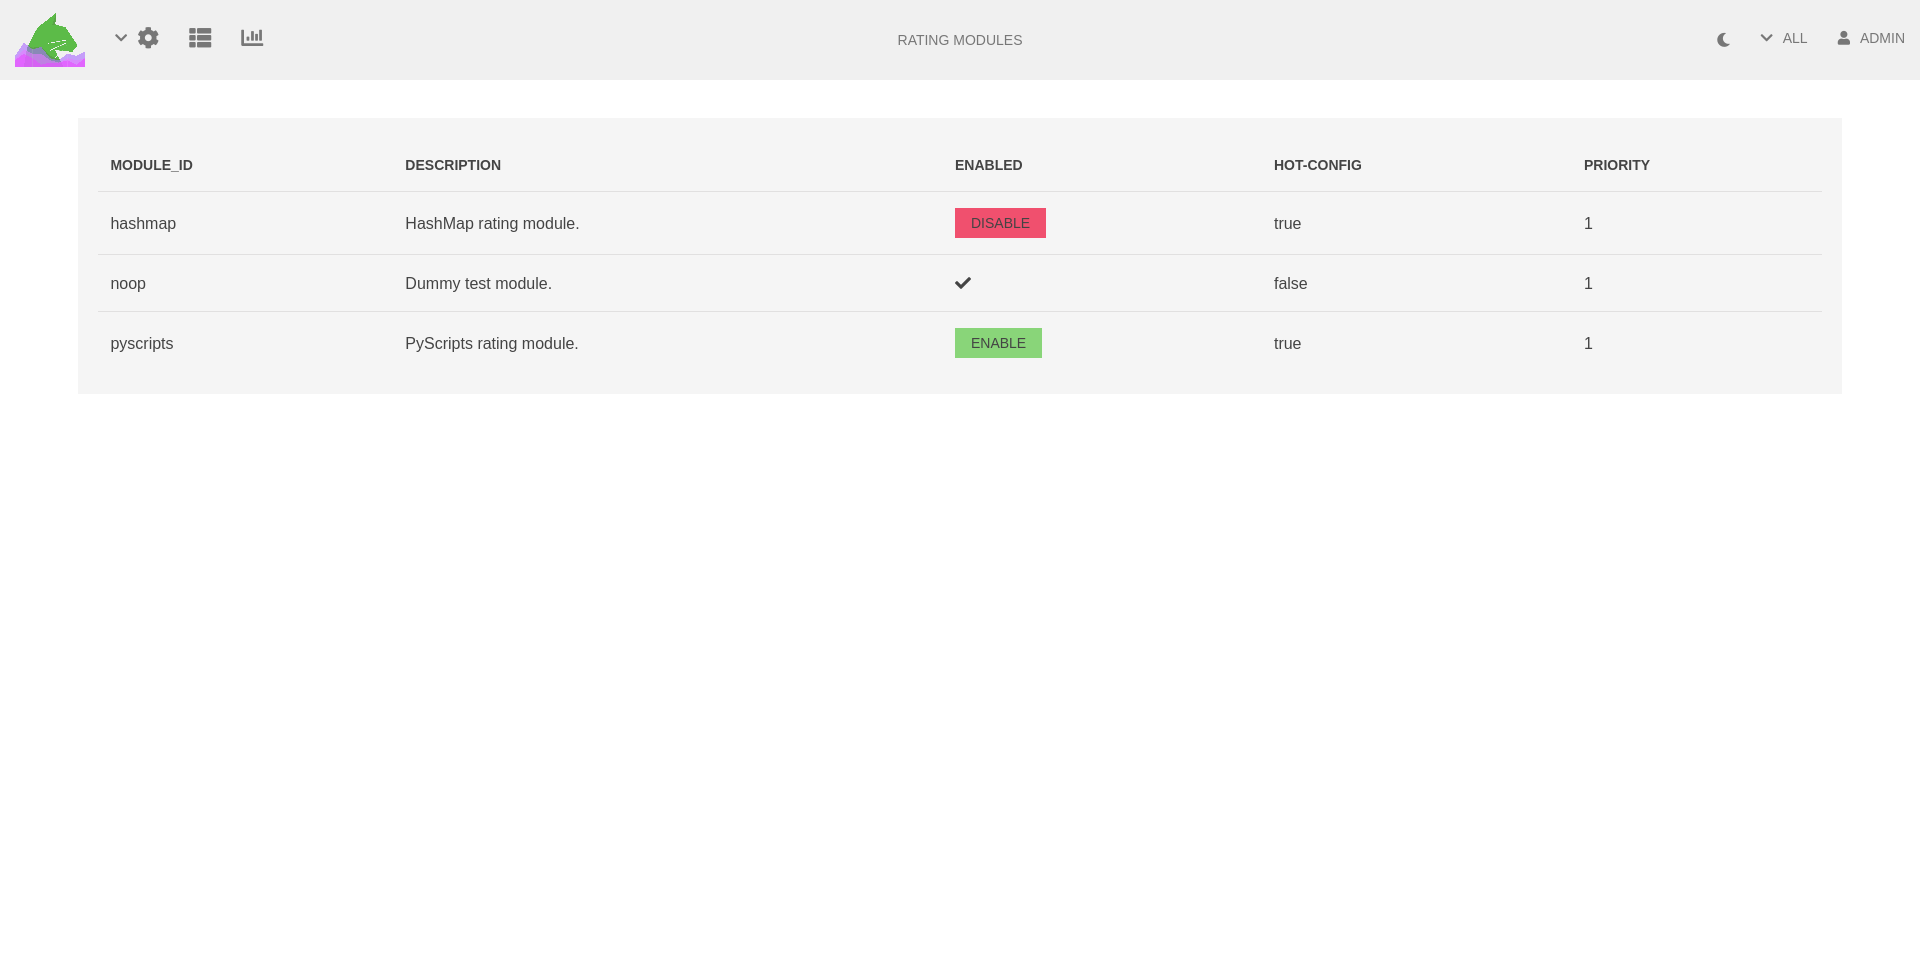 RATING MODULES
ALL
ADMIN
MODULE_ID DESCRIPTION ENABLED HOT-CONFIG PRIORITY
hashmap HashMap rating module. DISABLE true 1
noop Dummy test module. false 1
pyscripts PyScripts rating module. ENABLE true 1